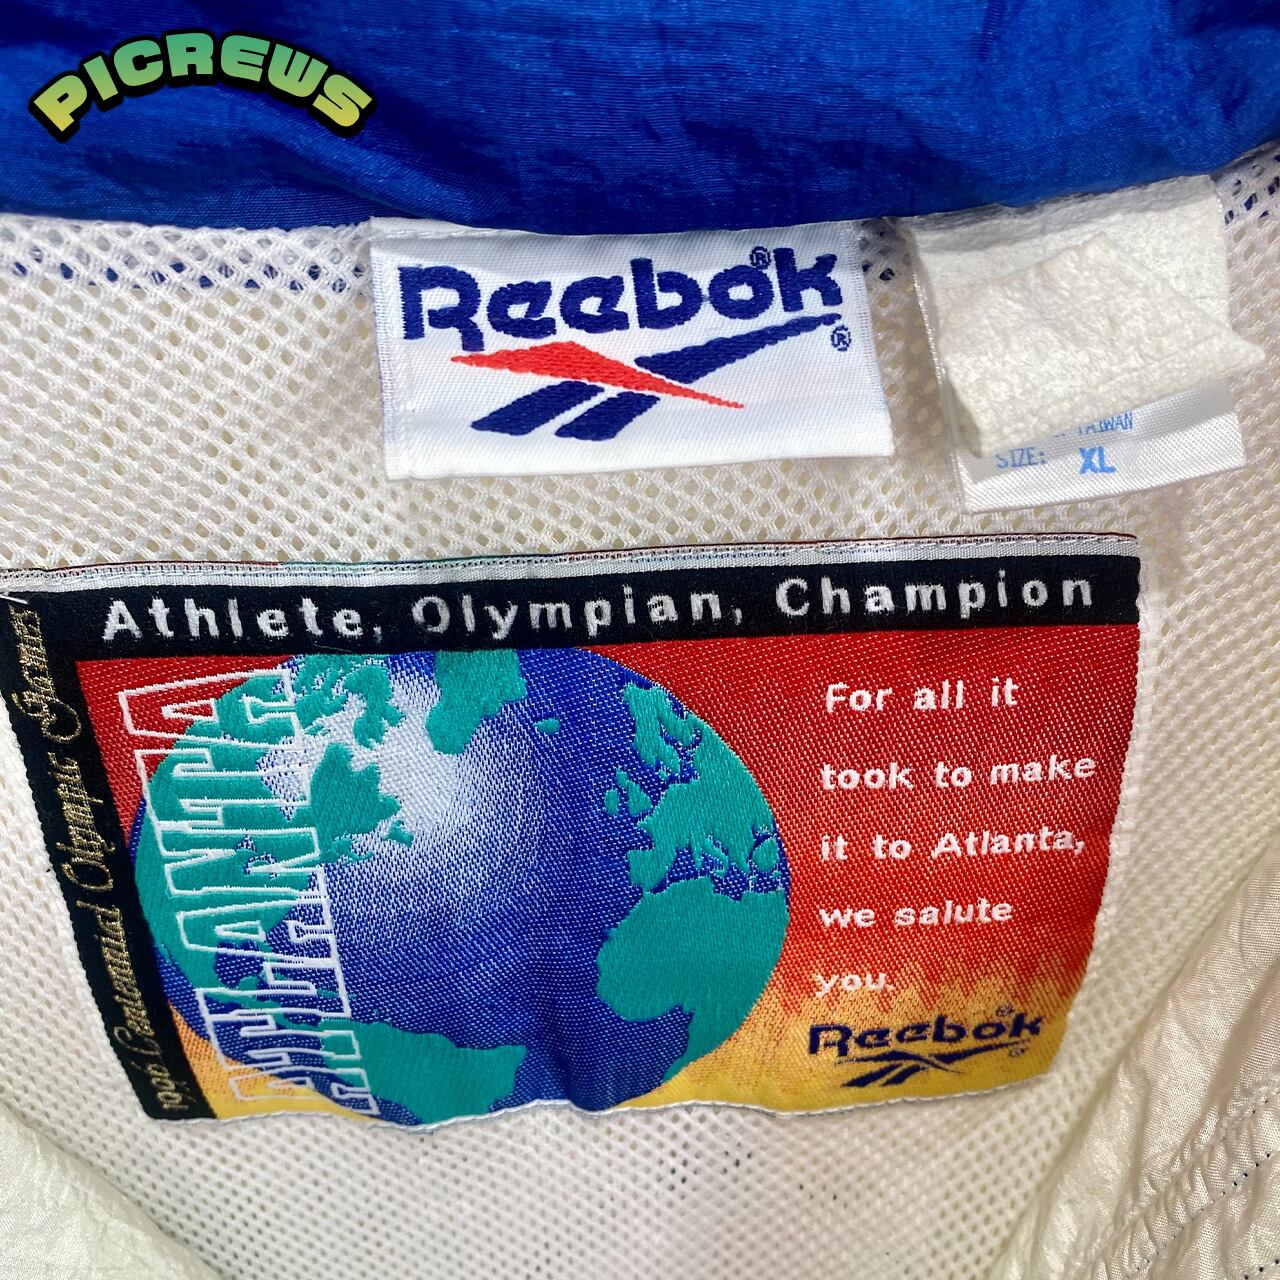 PICREWS
Reebok®
®
TAIWAN
SIZE: XL
Athlete, Olympian, Champion
1996 Centennial Olympic Games
ATLANTA
For all it
took to make
it to Atlanta,
we salute
you.
Reebok®
®